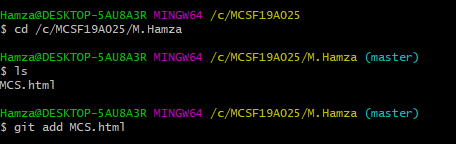 Hamza@DESKTOP-5AU8A3R MINGW64 /c/MCSF19A025
$ cd /c/MCSF19A025/M.Hamza
Hamza@DESKTOP-5AU8A3R MINGW64 /c/MCSF19A025/M.Hamza (master)
$ ls
MCS.html
Hamza@DESKTOP-5AU8A3R MINGW64 /c/MCSF19A025/M.Hamza (master)
$ git add MCS.html